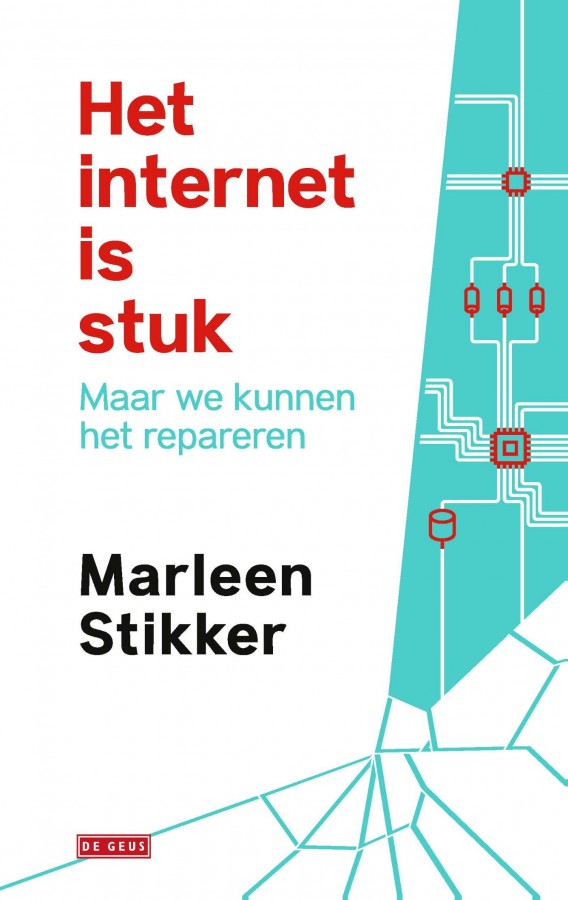 Het
internet
is
stuk
Maar we kunnen
het repareren
Marleen
Stikker
DE GEUS